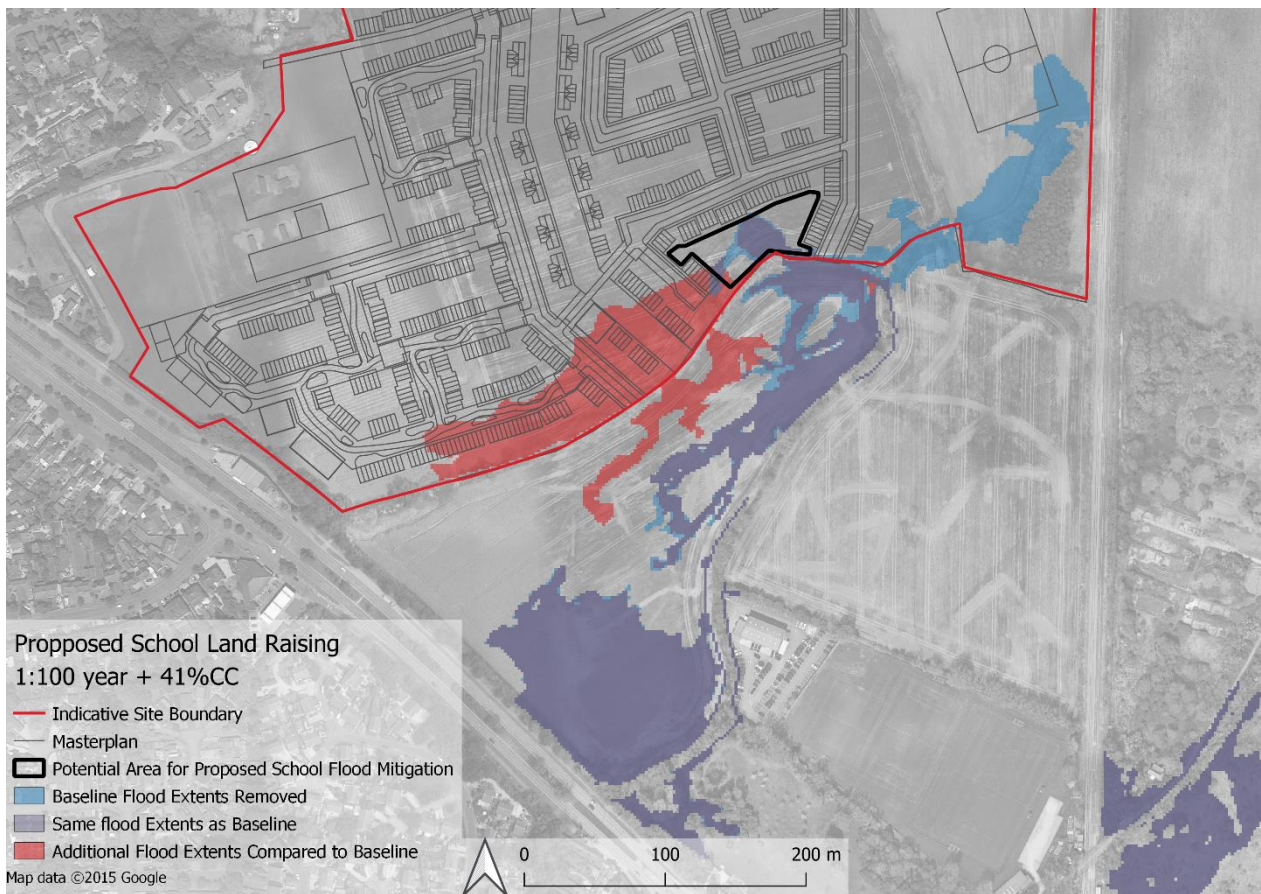 Propposed School Land Raising
1:100 year + 41%CC
Indicative Site Boundary
Masterplan
Potential Area for Proposed School Flood Mitigation
Baseline Flood Extents Removed
Same flood Extents as Baseline
Additional Flood Extents Compared to Baseline
Map data ©2015 Google
0 100 200 m